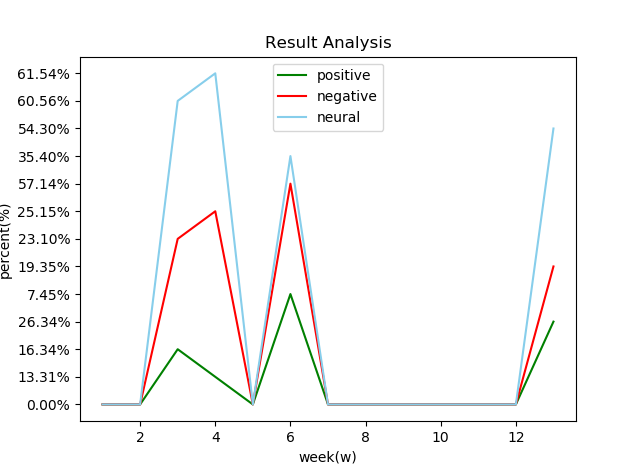 Result Analysis
positive
negative
neural
61.54%
60.56%
54.30%
35.40%
57.14%
25.15%
23.10%
19.35%
7.45%
26.34%
16.34%
13.31%
0.00%
percent(%)
2 4 6 8 10 12
week(w)